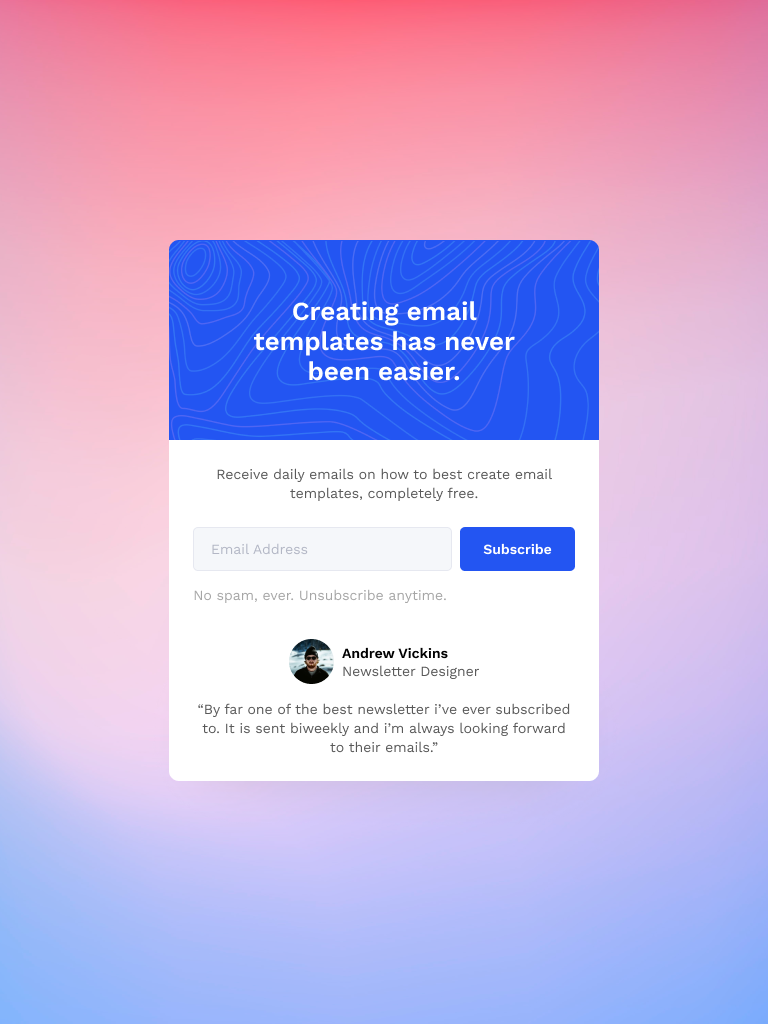 Creating email
templates has never
been easier.
Receive daily emails on how to best create email
templates, completely free.
Email Address
Subscribe
No spam, ever. Unsubscribe anytime.
Andrew Vickins
Newsletter Designer
“By far one of the best newsletter i’ve ever subscribed
to. It is sent biweekly and i’m always looking forward
to their emails.”